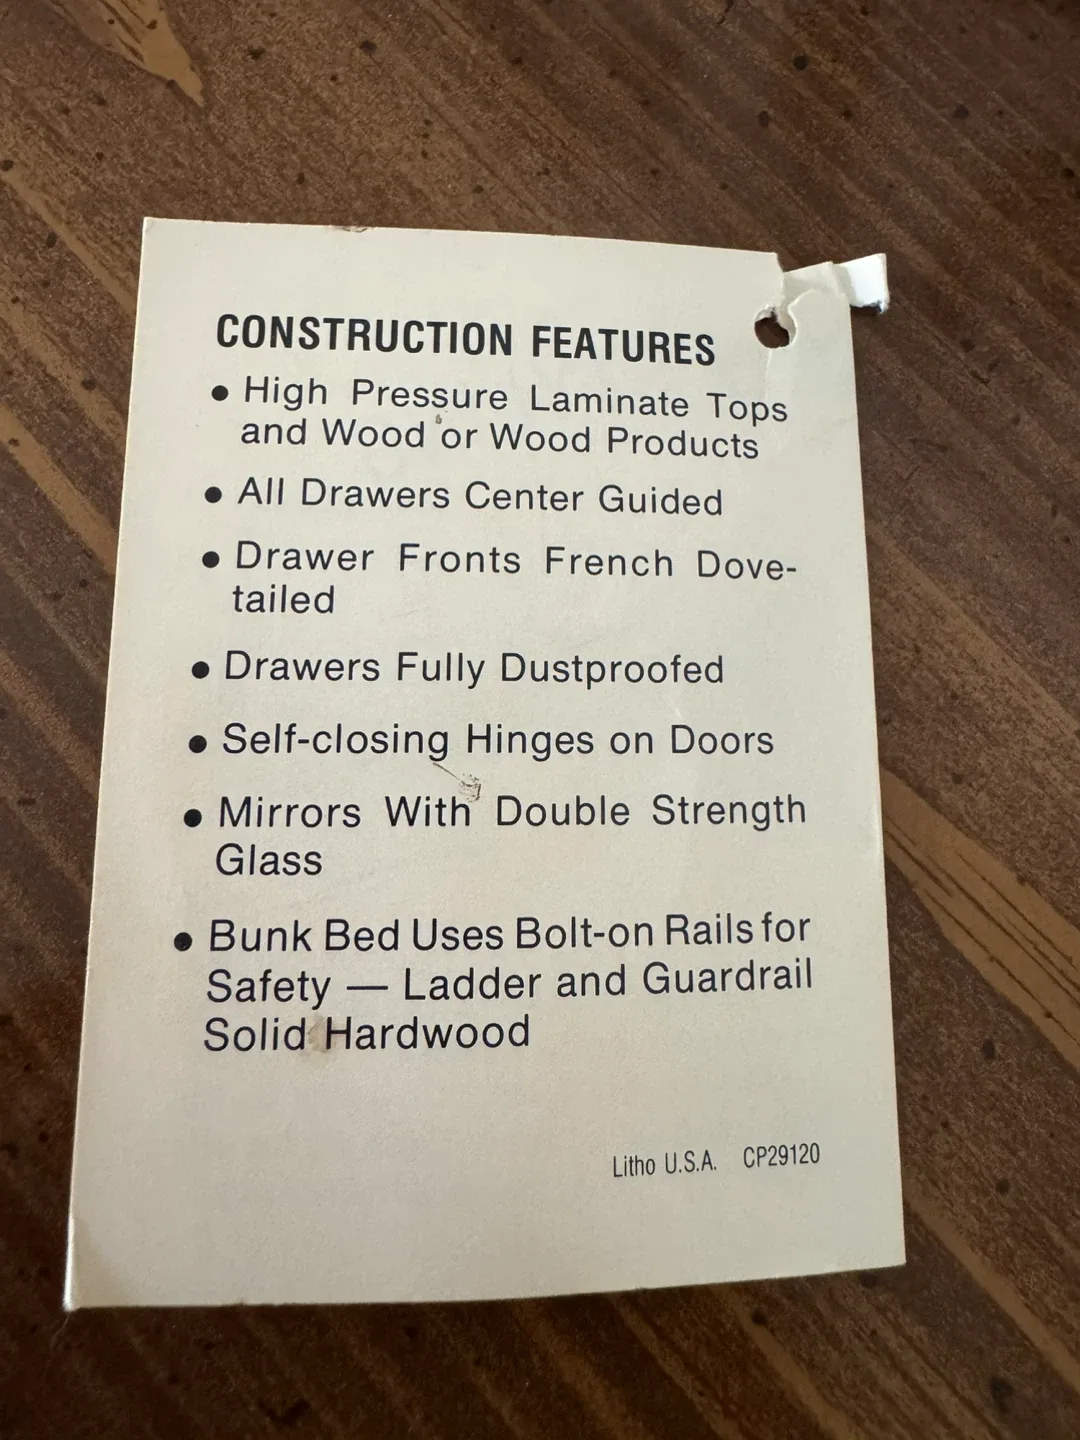 CONSTRUCTION FEATURES
● High Pressure Laminate Tops
and Wood or Wood Products
● All Drawers Center Guided
● Drawer Fronts French Dove-
tailed
● Drawers Fully Dustproofed
● Self-closing Hinges on Doors
● Mirrors With Double Strength
Glass
● Bunk Bed Uses Bolt-on Rails for
Safety — Ladder and Guardrail
Solid Hardwood
Litho U.S.A. CP29120